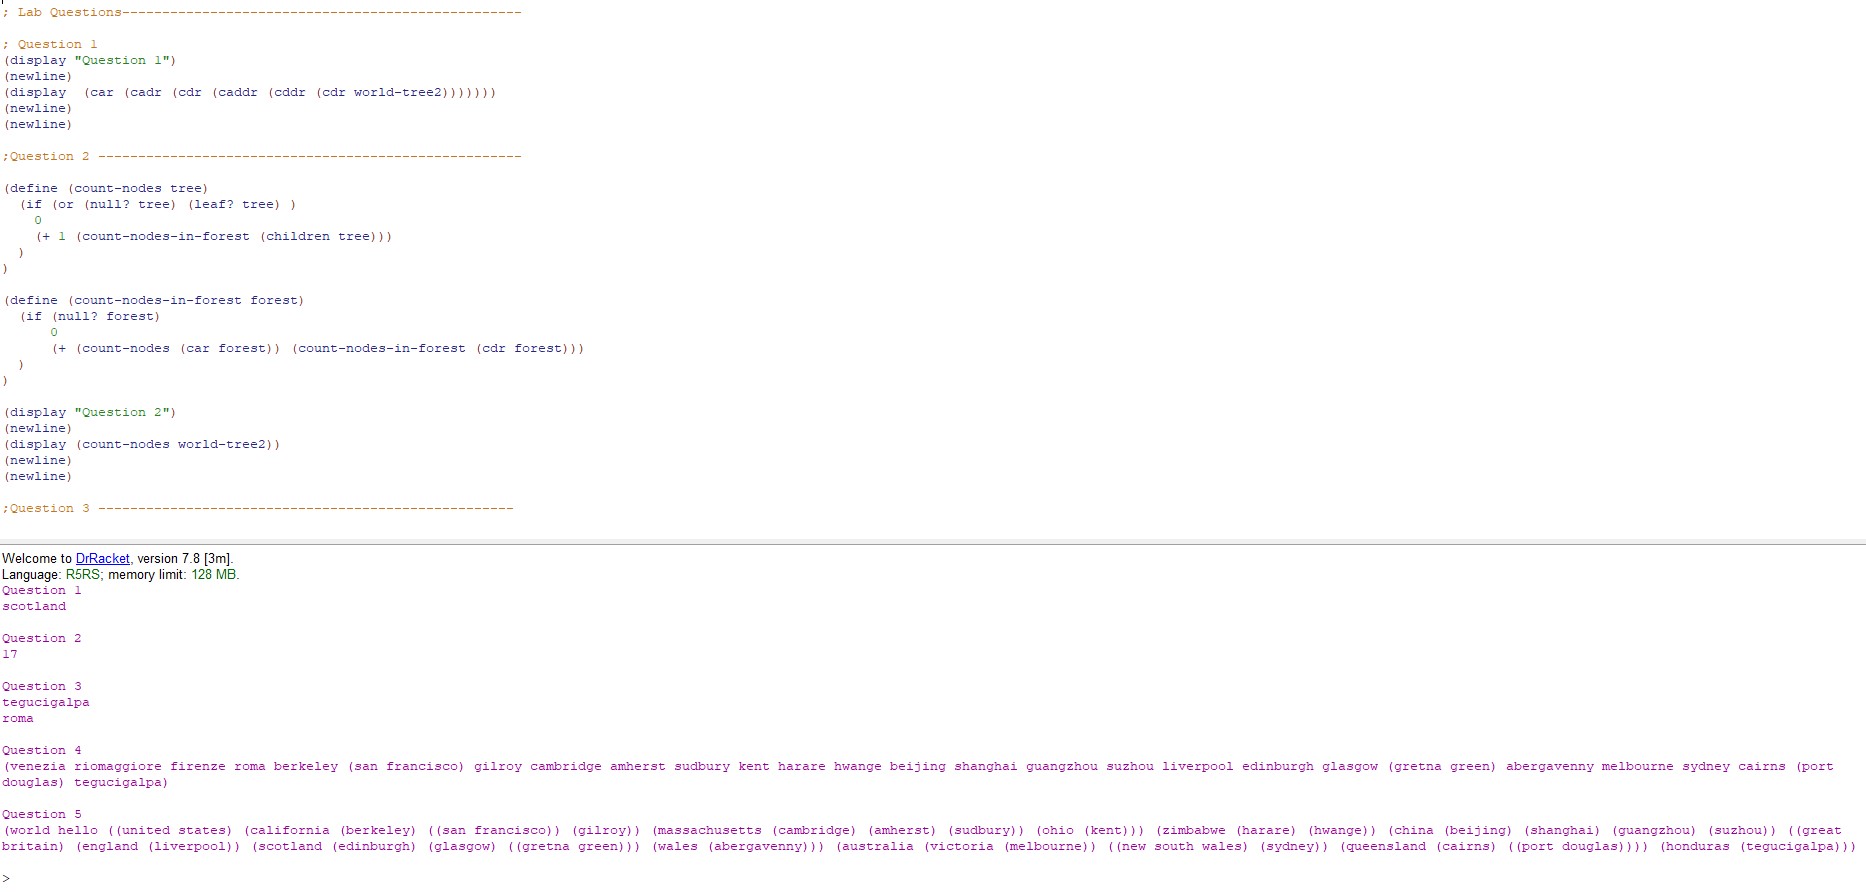 ; Lab Questions--------------------------------------------------
; Question 1
(display "Question 1")
(newline)
(display  (car (cadr (cdr (caddr (cddr (cdr world-tree2)))))))
(newline)
(newline)
;Question 2 -----------------------------------------------------
(define (count-nodes tree)
  (if (or (null? tree) (leaf? tree) )
    0
    (+ 1 (count-nodes-in-forest (children tree)))
  )
)
(define (count-nodes-in-forest forest)
  (if (null? forest)
      0
      (+ (count-nodes (car forest)) (count-nodes-in-forest (cdr forest)))
  )
)
(display "Question 2")
(newline)
(display (count-nodes world-tree2))
(newline)
(newline)
;Question 3 ----------------------------------------------------
Welcome to DrRacket, version 7.8 [3m].
Language: R5RS; memory limit: 128 MB.
Question 1
scotland
Question 2
17
Question 3
tegucigalpa
roma
Question 4
(venezia riomaggiore firenze roma berkeley (san francisco) gilroy cambridge amherst sudbury kent harare hwange beijing shanghai guangzhou suzhou liverpool edinburgh glasgow (gretna green) abergavenny melbourne sydney cairns (port
douglas) tegucigalpa)
Question 5
(world hello ((united states) (california (berkeley) ((san francisco)) (gilroy)) (massachusetts (cambridge) (amherst) (sudbury)) (ohio (kent))) (zimbabwe (harare) (hwange)) (china (beijing) (shanghai) (guangzhou) (suzhou)) ((great
britain) (england (liverpool)) (scotland (edinburgh) (glasgow) ((gretna green))) (wales (abergavenny))) (australia (victoria (melbourne)) ((new south wales) (sydney)) (queensland (cairns) ((port douglas)))) (honduras (tegucigalpa)))
>